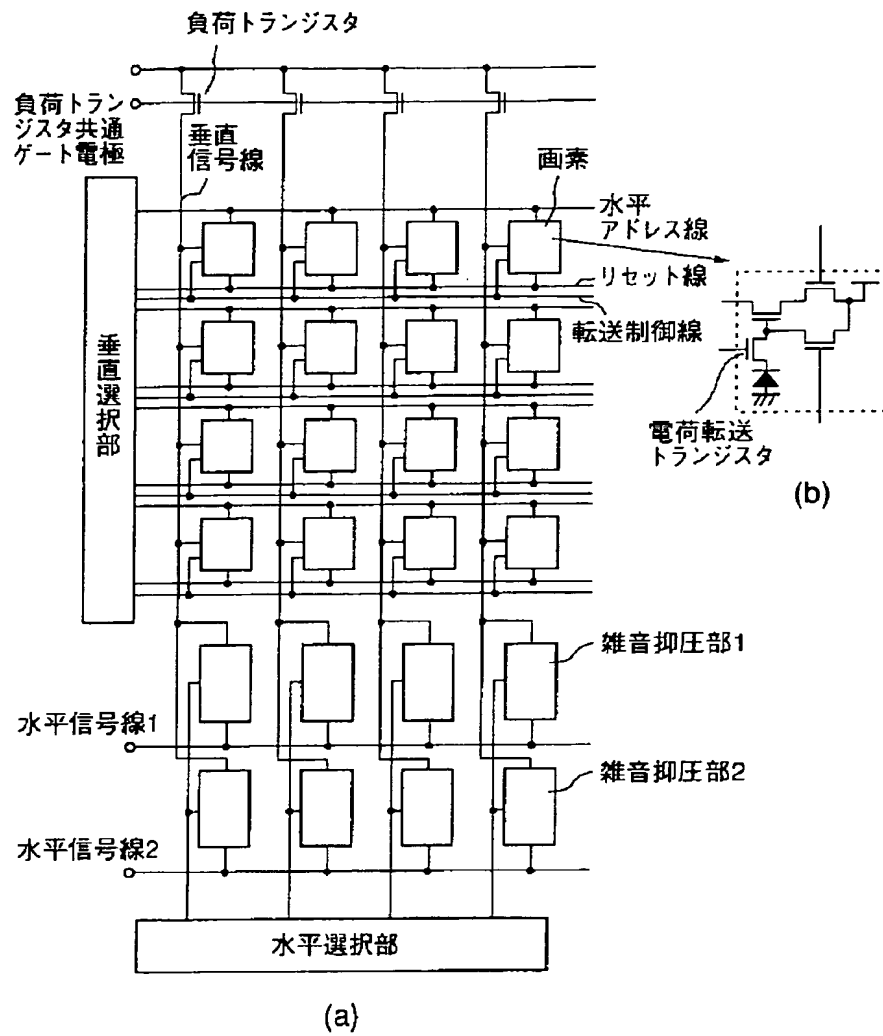 負荷トランジスタ
負荷トラン
ジスタ共通
ゲート電極
垂直
信号線
画素
水平
アドレス線
リセット線
転送制御線
垂直選択部
電荷転送
トランジスタ
(b)
雑音抑圧部1
水平信号線1
雑音抑圧部2
水平信号線2
水平選択部
(a)